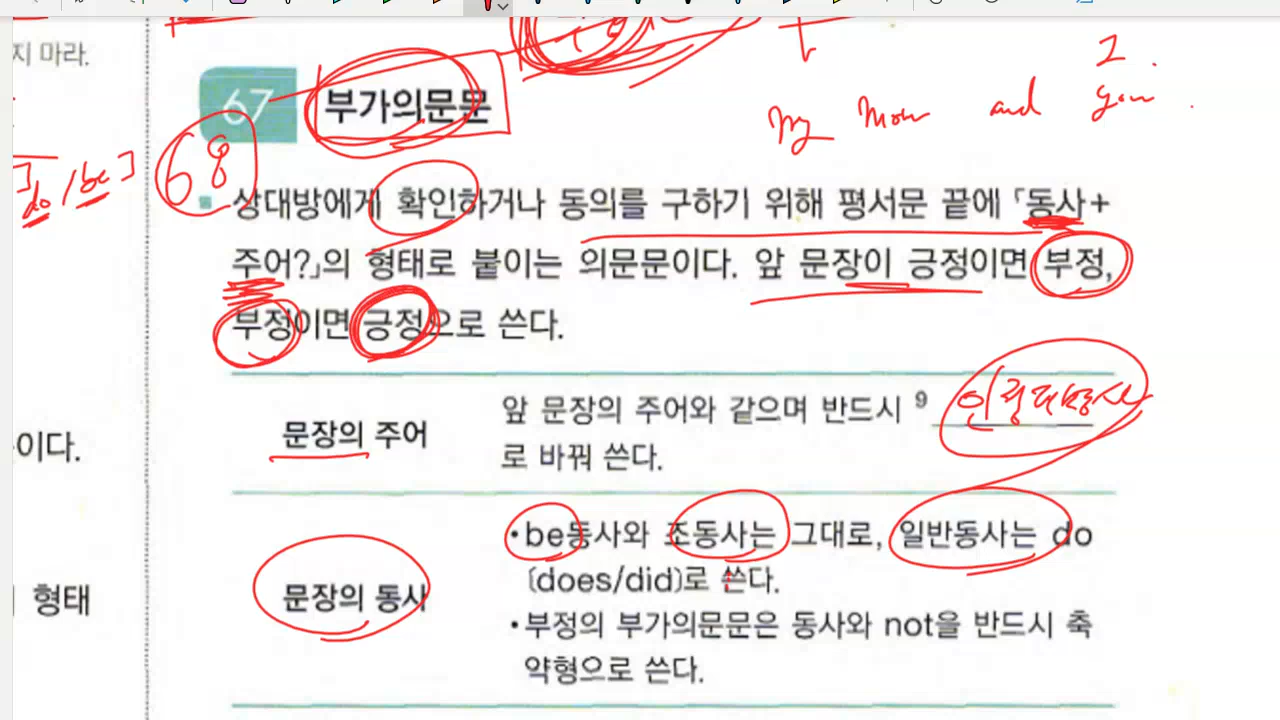 지 마라.
I
67 부가의문문
My Mom and you
do/be]
68
상대방에게 확인하거나 동의를 구하기 위해 평서문 끝에 「동사+
주어?」의 형태로 붙이는 의문문이다. 앞 문장이 긍정이면 부정,
부정이면 긍정으로 쓴다.
문장의 주어
앞 문장의 주어와 같으며 반드시 9 인칭대명사
로 바꿔 쓴다.
이다.
문장의 동사
•be동사와 조동사는 그대로, 일반동사는 do
(does/did)로 쓴다.
•부정의 부가의문문은 동사와 not을 반드시 축
약형으로 쓴다.
형태